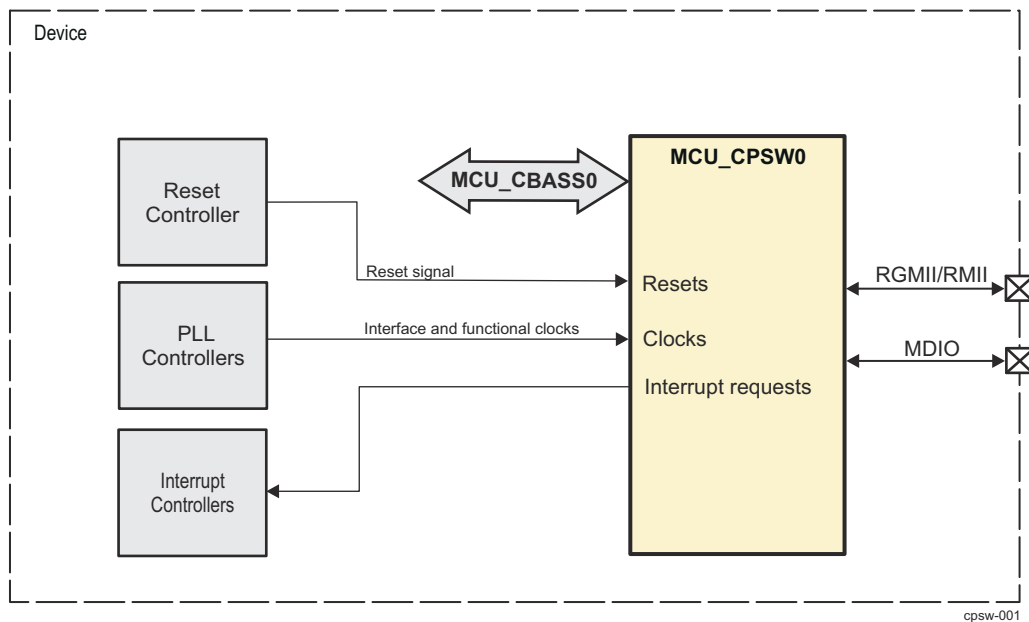 Device
Reset
Controller
MCU_CBASS0
MCU_CPSW0
Reset signal
Resets
RGMII/RMII
PLL
Controllers
Interface and functional clocks
Clocks
MDIO
Interrupt requests
Interrupt
Controllers
cpsw-001